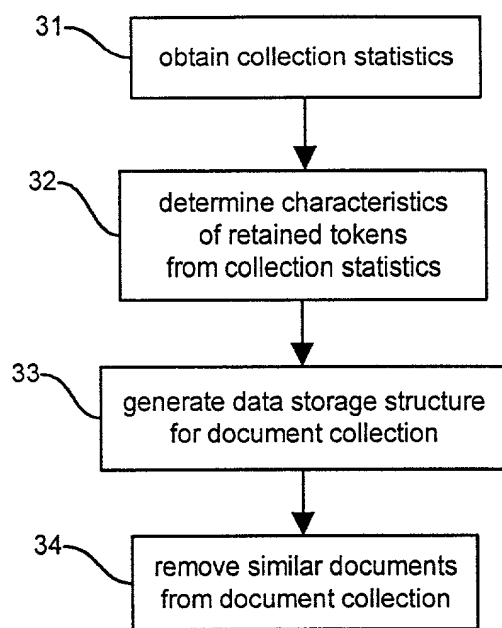 31
obtain collection statistics
32
determine characteristics
of retained tokens
from collection statistics
33
generate data storage structure
for document collection
34
remove similar documents
from document collection